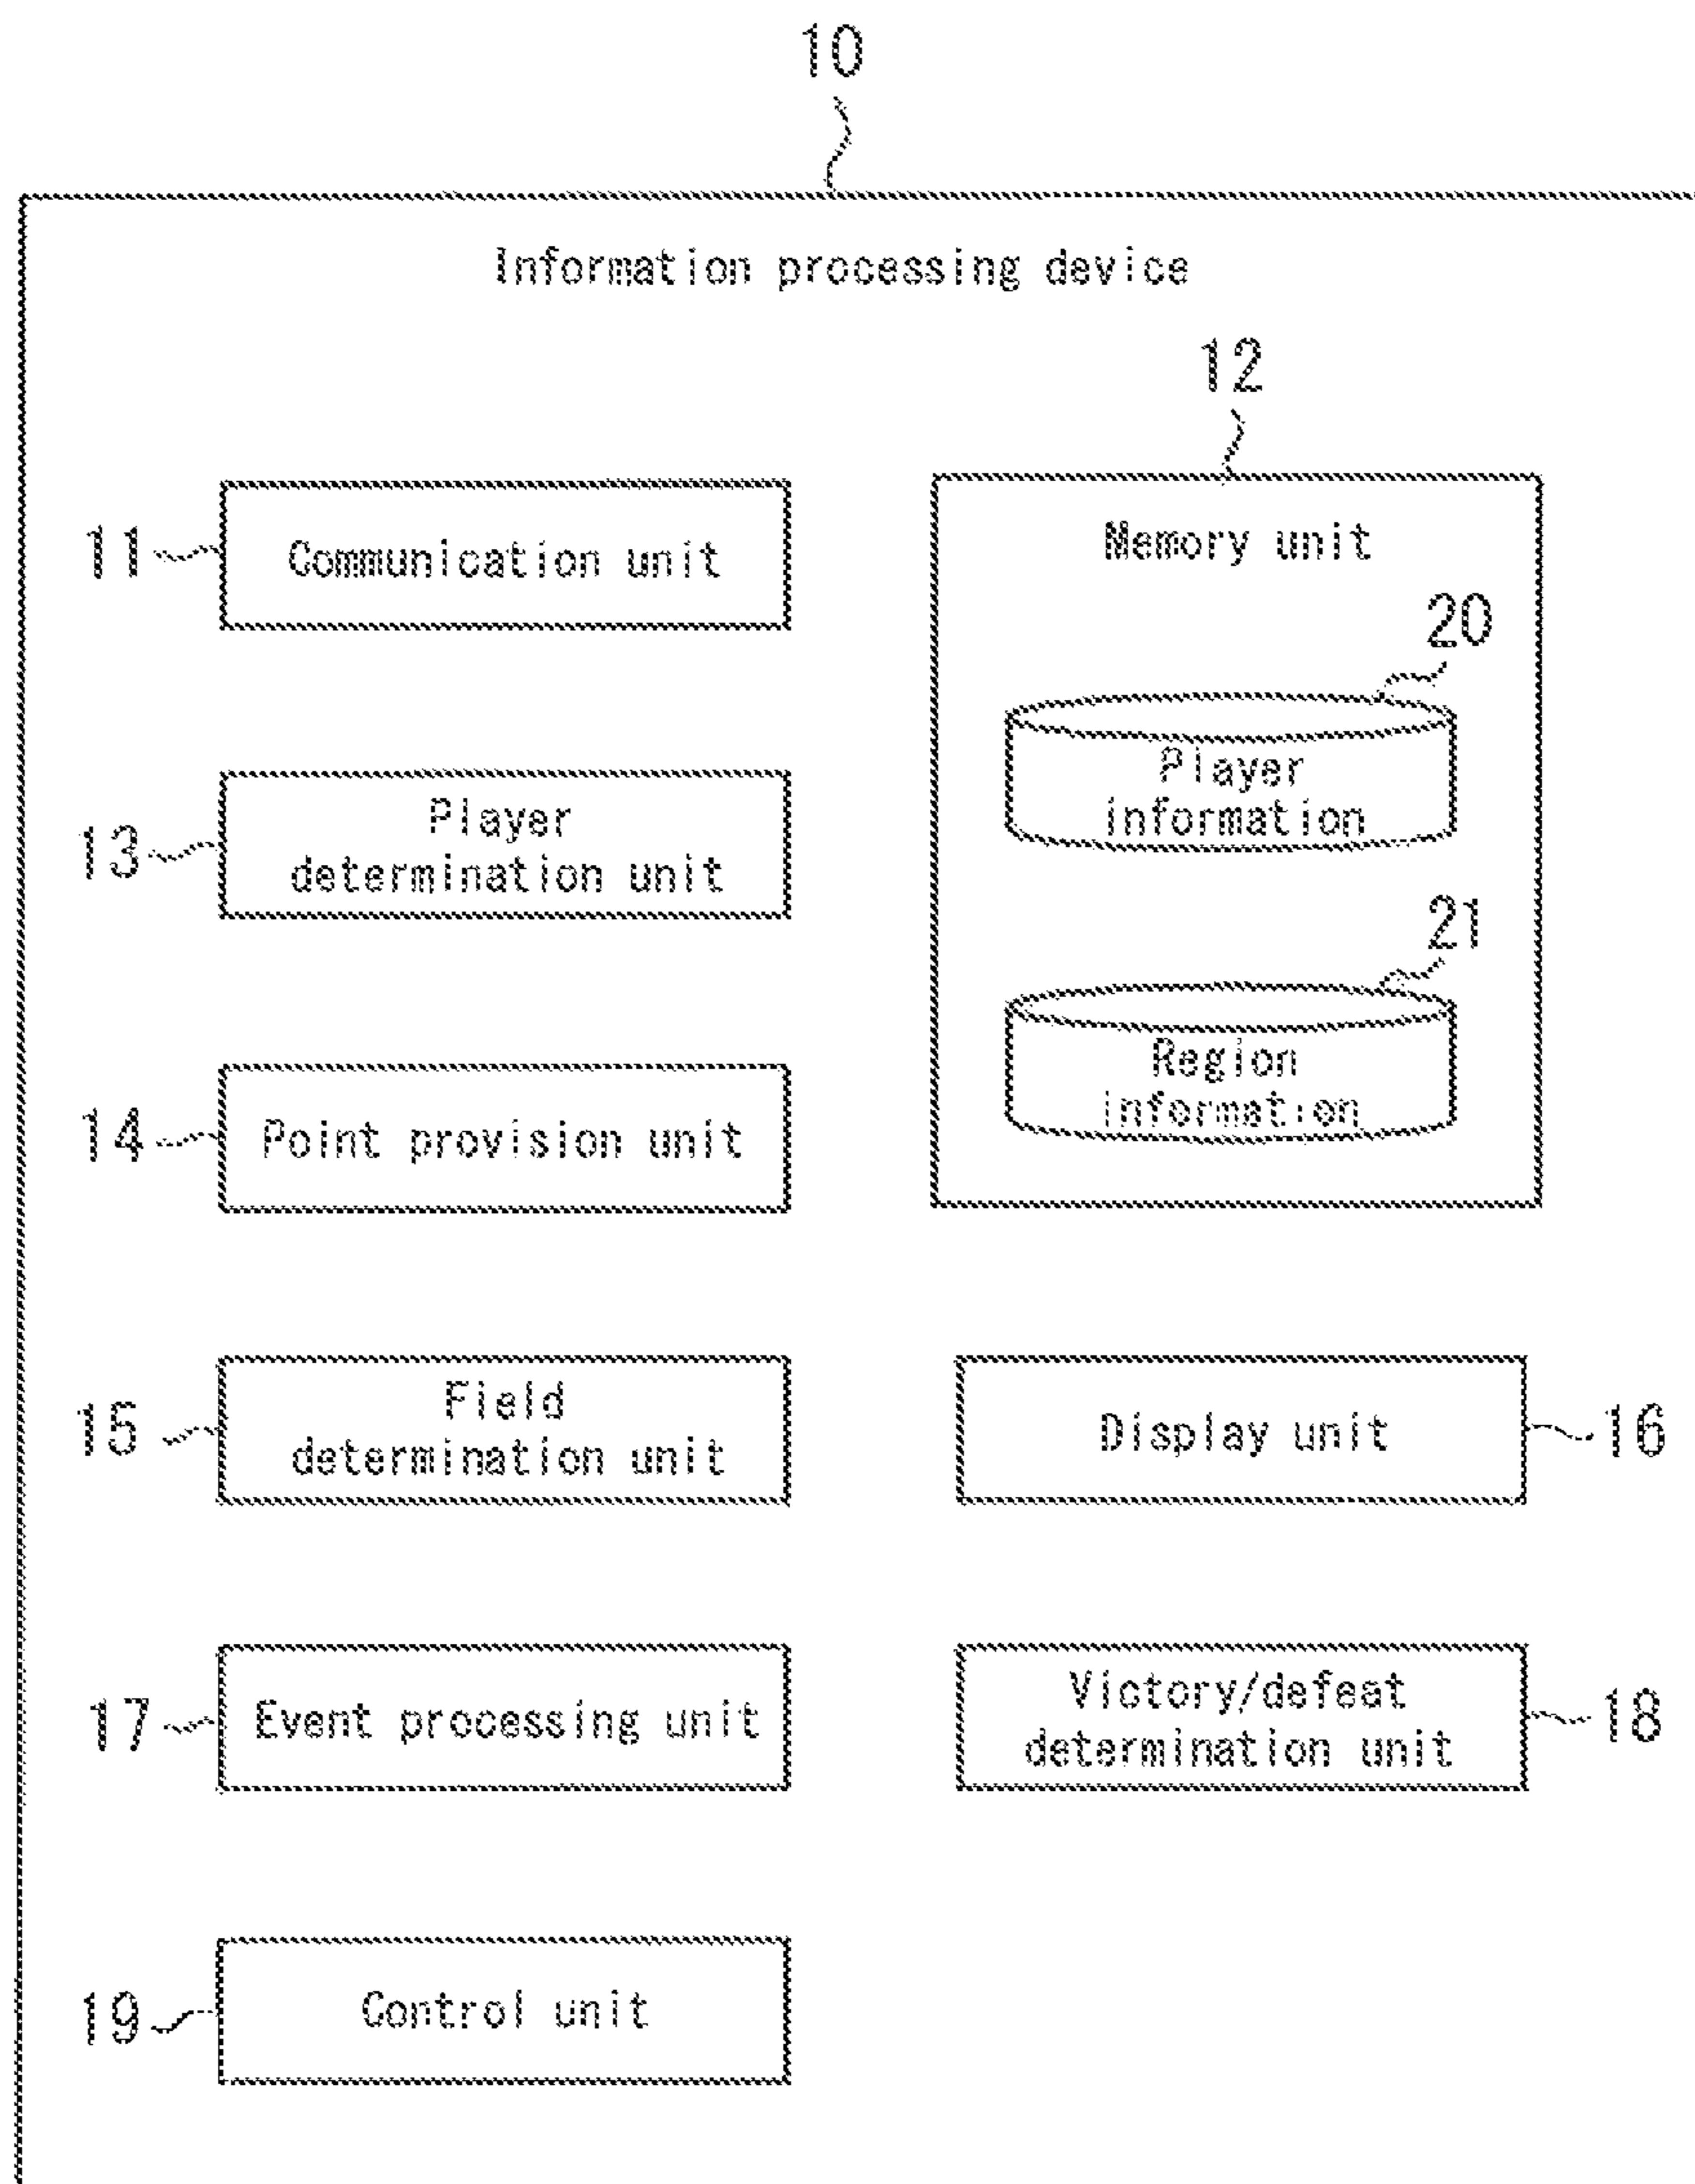 10
Information processing device
12
11
Communication unit
Memory unit
20
Player
information
13
Player
determination unit
21
Region
information
14
Point provision unit
15
Field
determination unit
Display unit
16
17
Event processing unit
Victory/defeat
determination unit
18
19
Control unit